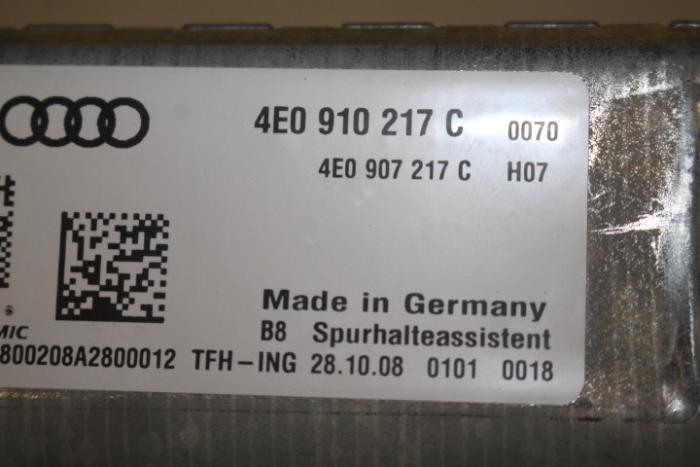 4E0 910 217 C 0070
4E0 907 217 C H07
®
Made in Germany
MIC B8 Spurhalteassistent
800208A2800012 TFH-ING 28.10.08 0101 0018